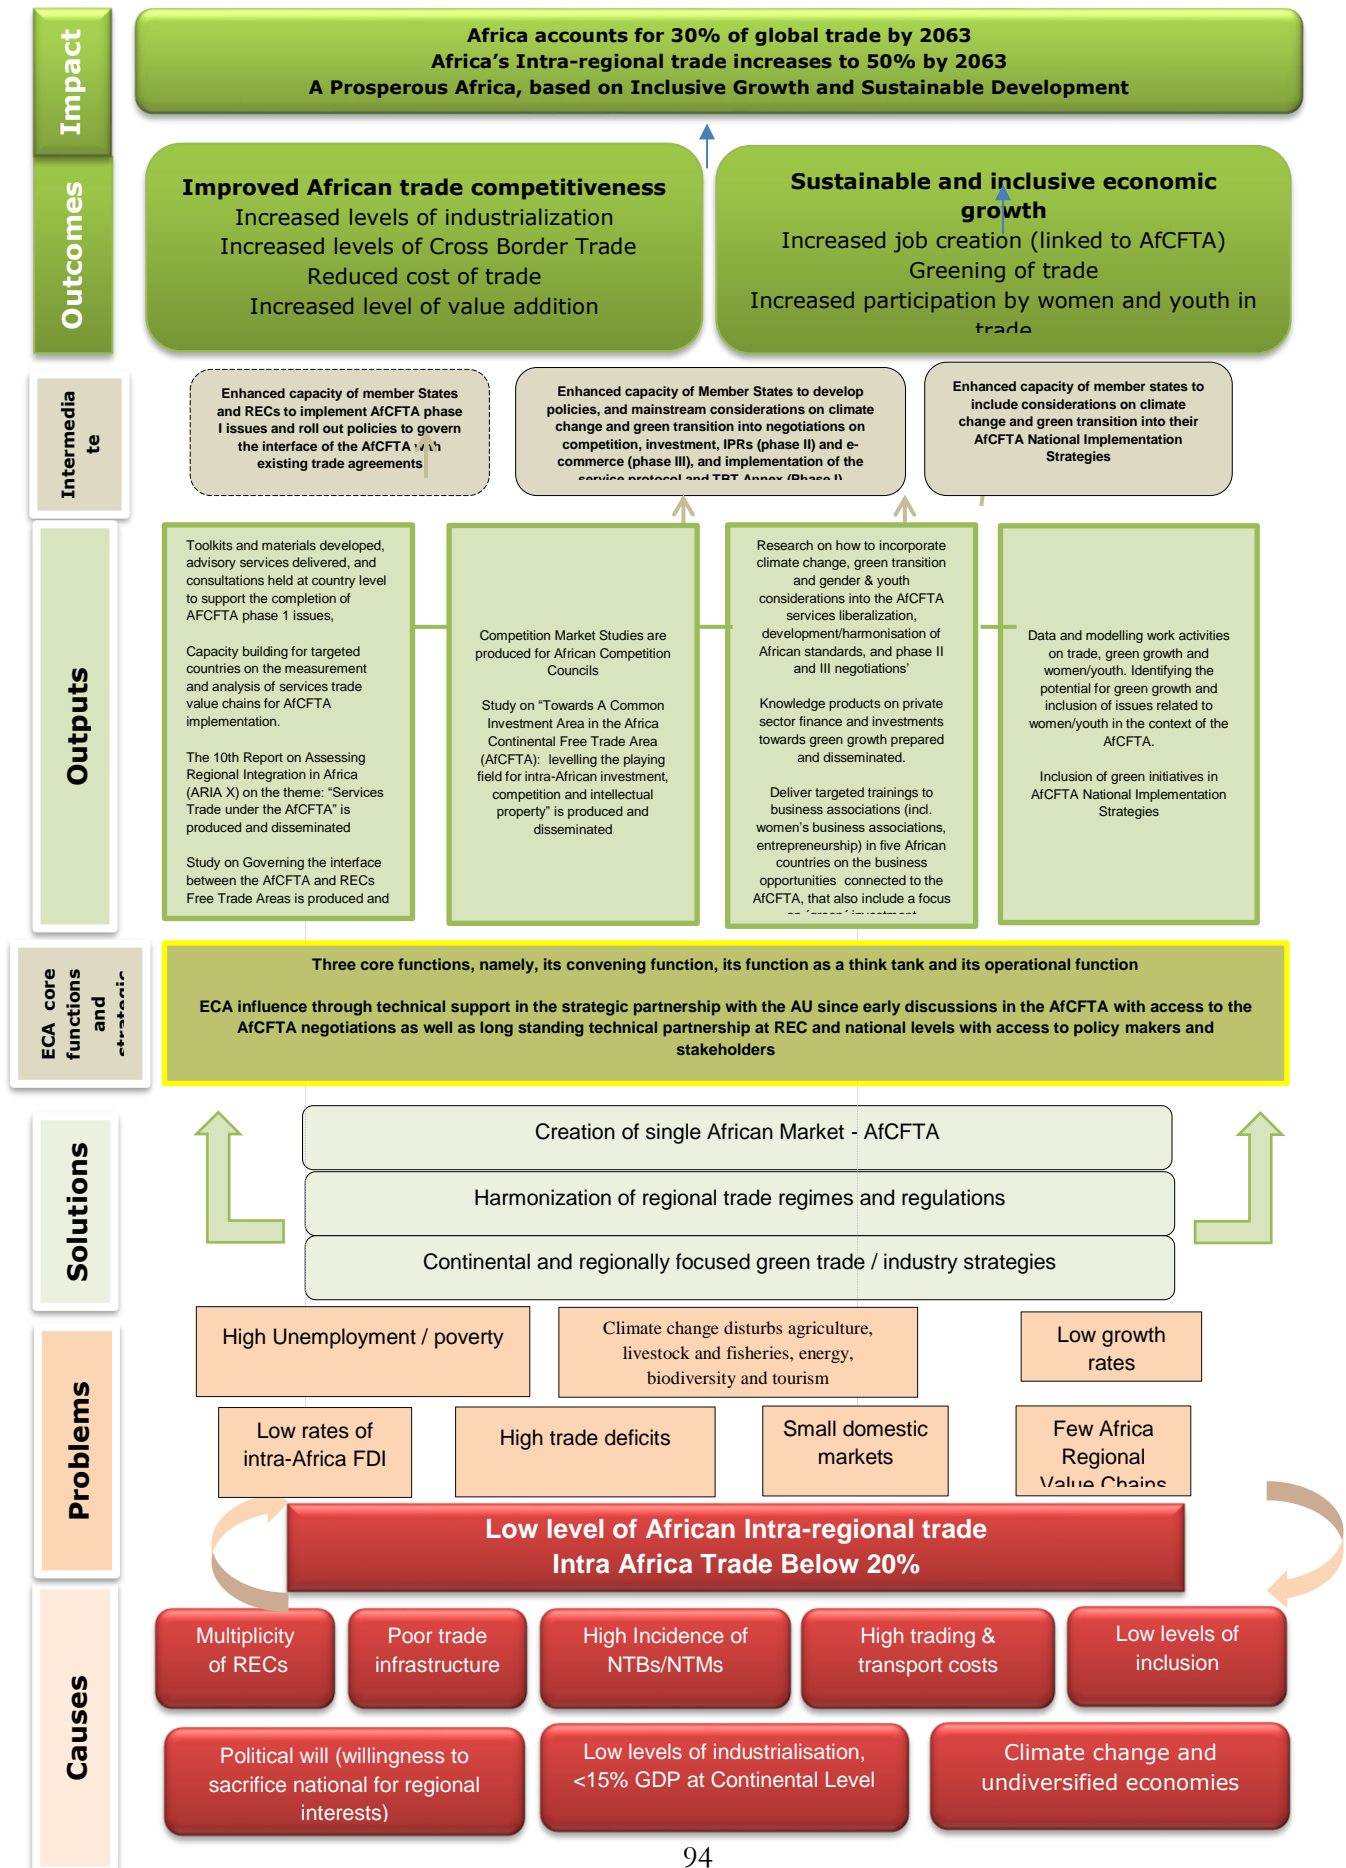 Impact
Africa accounts for 30% of global trade by 2063
Africa's Intra-regional trade increases to 50% by 2063
A Prosperous Africa, based on Inclusive Growth and Sustainable Development
Outcomes
Improved African trade competitiveness
Increased levels of industrialization
Increased levels of Cross Border Trade
Reduced cost of trade
Increased level of value addition
Sustainable and inclusive economic
growth
Increased job creation (linked to AfCFTA)
Greening of trade
Increased participation by women and youth in
trade
Intermedia
te
Enhanced capacity of member States
and RECs to implement AfCFTA phase
I issues and roll out policies to govern
the interface of the AfCFTA with
existing trade agreements
Enhanced capacity of Member States to develop
policies, and mainstream considerations on climate
change and green transition into negotiations on
competition, investment, IPRs (phase II) and e-
commerce (phase III), and implementation of the
service protocol and TBT Annex (Phase I)
Enhanced capacity of member states to
include considerations on climate
change and green transition into their
AfCFTA National Implementation
Strategies
Outputs
Toolkits and materials developed,
advisory services delivered, and
consultations held at country level
to support the completion of
AFCFTA phase 1 issues,
Capacity building for targeted
countries on the measurement
and analysis of services trade
value chains for AfCFTA
implementation.
The 10th Report on Assessing
Regional Integration in Africa
(ARIA X) on the theme: “Services
Trade under the AfCFTA” is
produced and disseminated
Study on Governing the interface
between the AfCFTA and RECs
Free Trade Areas is produced and
Competition Market Studies are
produced for African Competition
Councils
Study on “Towards A Common
Investment Area in the Africa
Continental Free Trade Area
(AfCFTA): levelling the playing
field for intra-African investment,
competition and intellectual
property” is produced and
disseminated
Research on how to incorporate
climate change, green transition
and gender & youth
considerations into the AfCFTA
services liberalization,
development/harmonisation of
African standards, and phase II
and III negotiations’
Knowledge products on private
sector finance and investments
towards green growth prepared
and disseminated.
Deliver targeted trainings to
business associations (incl.
women’s business associations,
entrepreneurship) in five African
countries on the business
opportunities connected to the
AfCFTA, that also include a focus
on ´green´ investment
Data and modelling work activities
on trade, green growth and
women/youth. Identifying the
potential for green growth and
inclusion of issues related to
women/youth in the context of the
AfCFTA.
Inclusion of green initiatives in
AfCFTA National Implementation
Strategies
ECA core
functions
and
strategic
Three core functions, namely, its convening function, its function as a think tank and its operational function
ECA influence through technical support in the strategic partnership with the AU since early discussions in the AfCFTA with access to the
AfCFTA negotiations as well as long standing technical partnership at REC and national levels with access to policy makers and
stakeholders
Solutions
Creation of single African Market - AfCFTA
Harmonization of regional trade regimes and regulations
Continental and regionally focused green trade / industry strategies
Problems
High Unemployment / poverty
Climate change disturbs agriculture,
livestock and fisheries, energy,
biodiversity and tourism
Low growth
rates
Low rates of
intra-Africa FDI
High trade deficits
Small domestic
markets
Few Africa
Regional
Value Chains
Low level of African Intra-regional trade
Intra Africa Trade Below 20%
Causes
Multiplicity
of RECs
Poor trade
infrastructure
High Incidence of
NTBs/NTMs
High trading &
transport costs
Low levels of
inclusion
Political will (willingness to
sacrifice national for regional
interests)
Low levels of industrialisation,
<15% GDP at Continental Level
Climate change and
undiversified economies
94